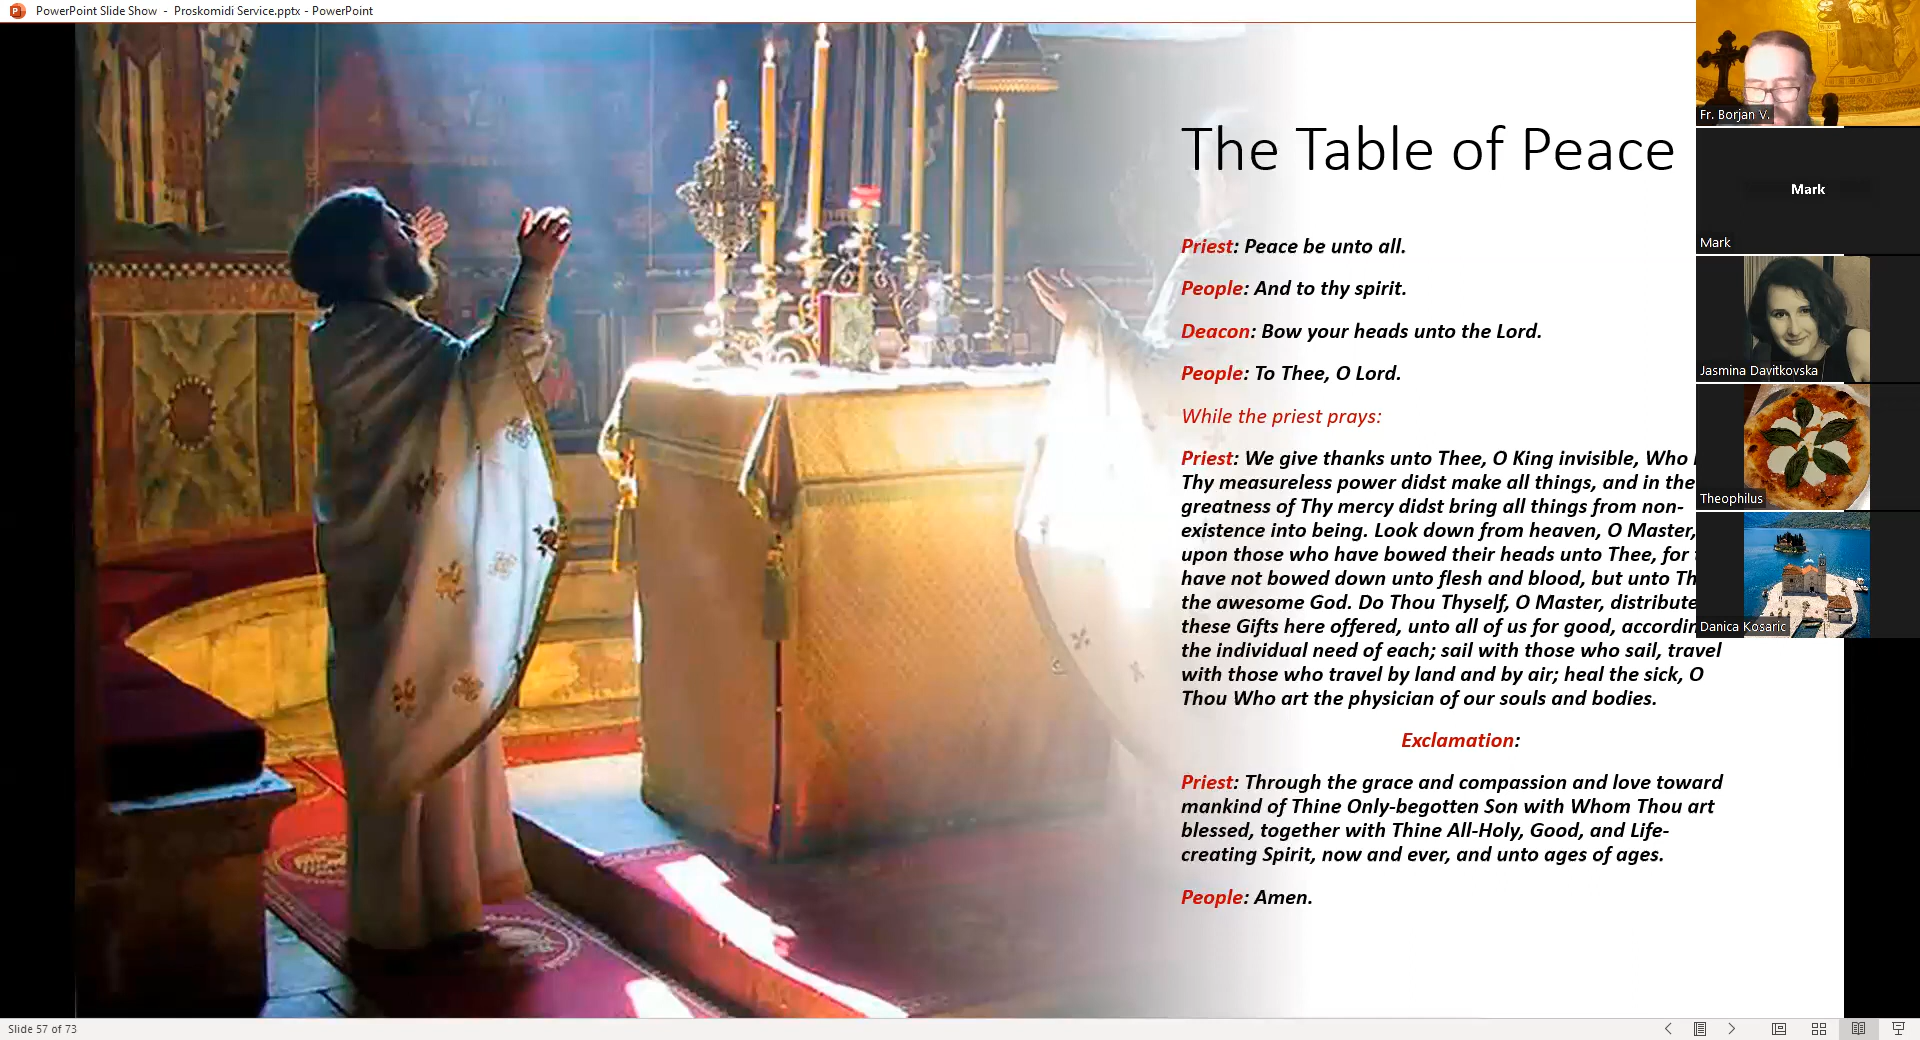 PowerPoint Slide Show - Proskomidi Service.pptx - PowerPoint
The Table of Peace
Priest: Peace be unto all.
People: And to thy spirit.
Deacon: Bow your heads unto the Lord.
People: To Thee, O Lord.
While the priest prays:
Priest: We give thanks unto Thee, O King invisible, Who
Thy measureless power didst make all things, and in the
greatness of Thy mercy didst bring all things from non-
existence into being. Look down from heaven, O Master,
upon those who have bowed their heads unto Thee, for
have not bowed down unto flesh and blood, but unto Th
the awesome God. Do Thou Thyself, O Master, distribute
these Gifts here offered, unto all of us for good, accordin
the individual need of each; sail with those who sail, travel
with those who travel by land and by air; heal the sick, O
Thou Who art the physician of our souls and bodies.
Exclamation:
Priest: Through the grace and compassion and love toward
mankind of Thine Only-begotten Son with Whom Thou art
blessed, together with Thine All-Holy, Good, and Life-
creating Spirit, now and ever, and unto ages of ages.
People: Amen.
Fr. Borjan V.
Mark
Mark
Jasmina Davitkovska
Theophilus
Danica Kosaric
Slide 57 of 73